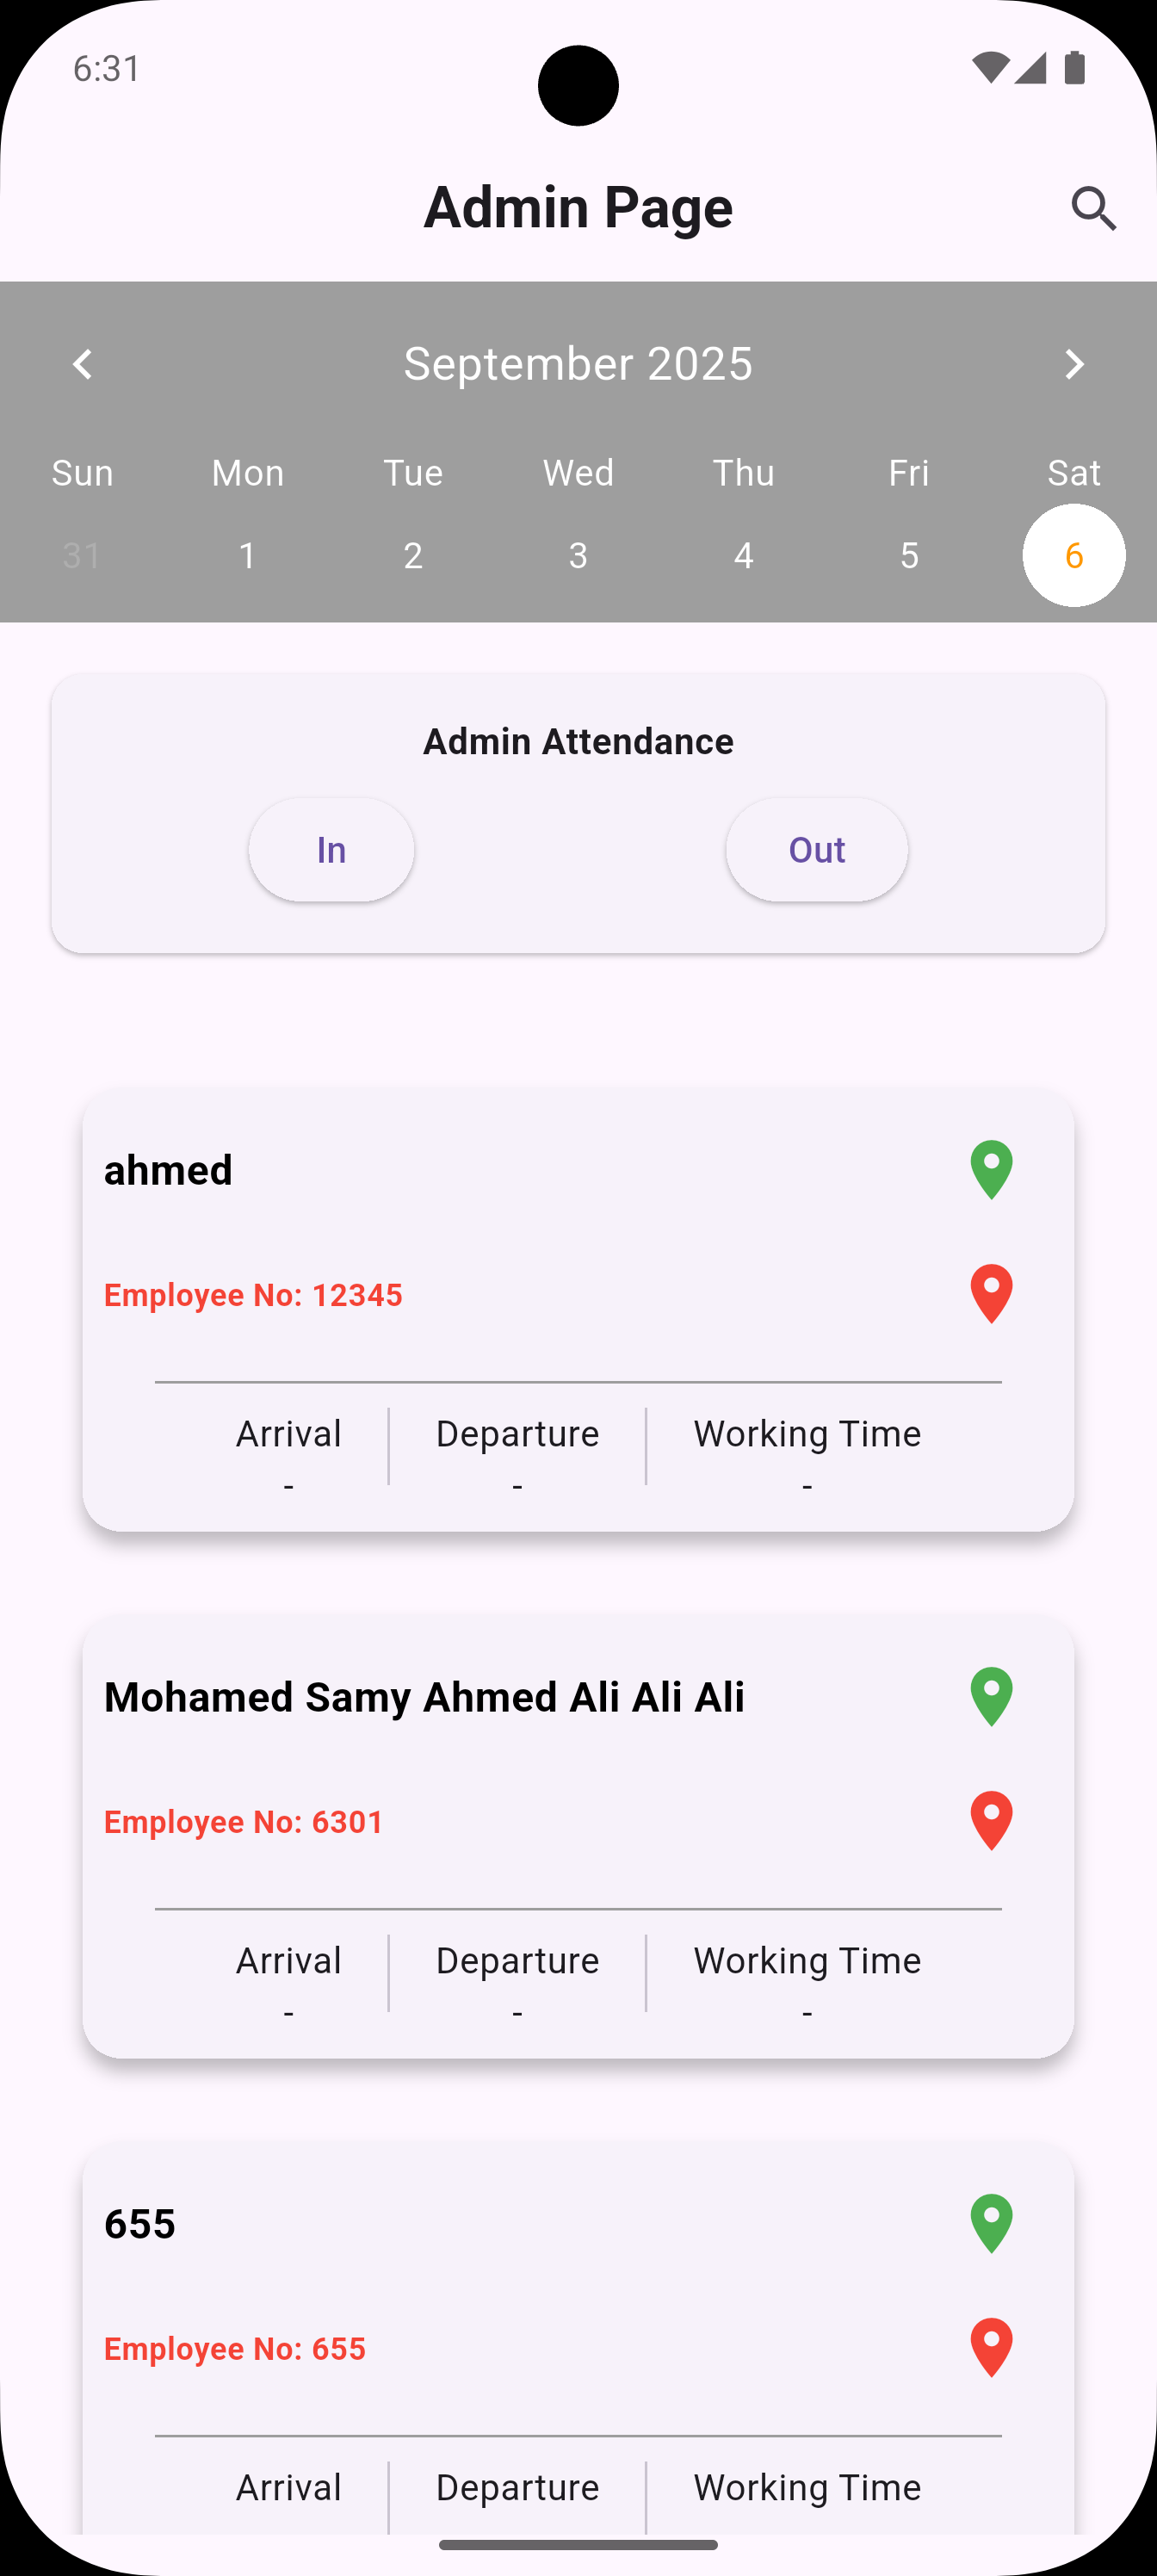 6:31
Admin Page
September 2025
Sun Mon Tue Wed Thu Fri Sat
31 1 2 3 4 5 6
Admin Attendance
In Out
ahmed
Employee No: 12345
Arrival Departure Working Time
- - -
Mohamed Samy Ahmed Ali Ali Ali
Employee No: 6301
Arrival Departure Working Time
- - -
655
Employee No: 655
Arrival Departure Working Time